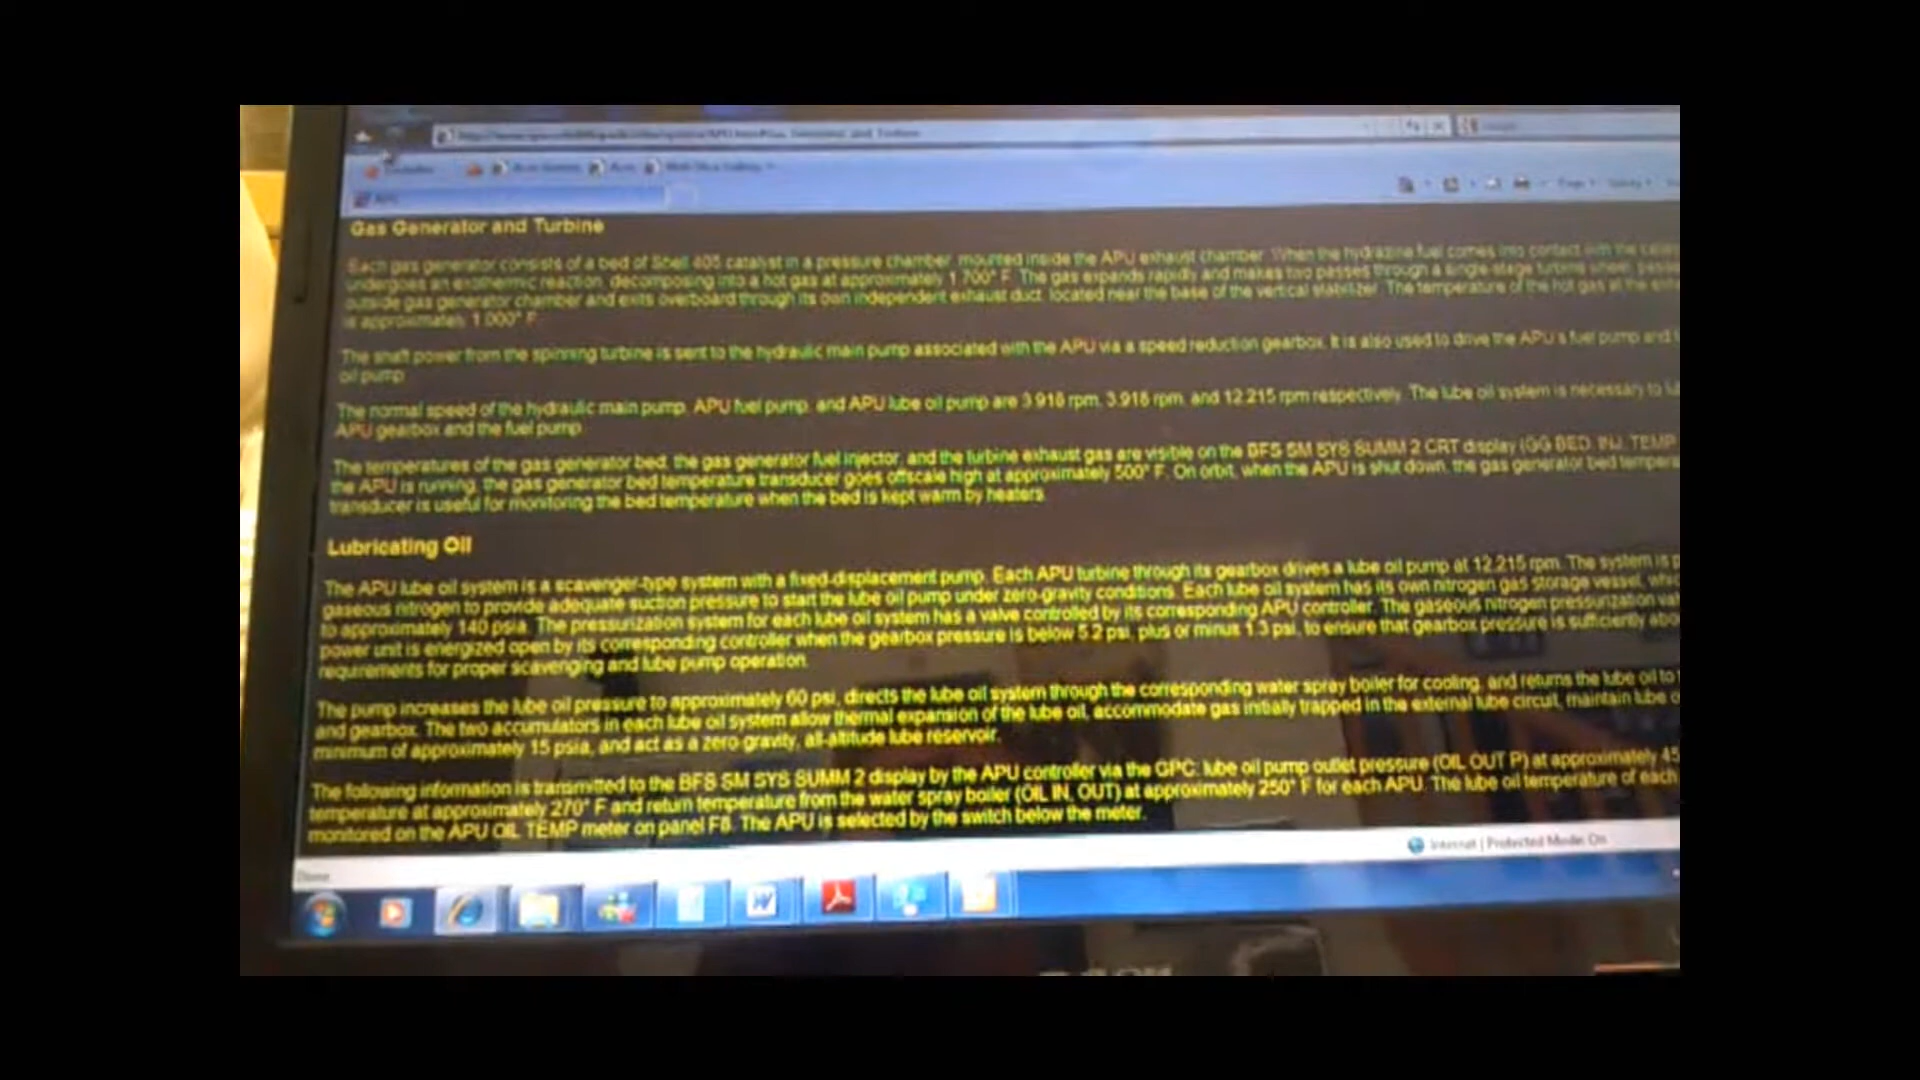 Gas Generator and Turbine
Each gas generator consists of a bed of Shell 405 catalyst in a pressure chamber, mounted inside the APU exhaust chamber. When the hydrazine fuel comes into contact with the
undergoes an exothermic reaction, decomposing into a hot gas at approximately 1,700° F. The gas expands rapidly and makes two passes through a single-stage turbine wheel,
outside gas generator chamber and exits overboard through its own independent exhaust duct, located near the base of the vertical stabilizer. The temperature of the hot gas at the
is approximately 1,000° F.
The shaft power from the spinning turbine is sent to the hydraulic main pump associated with the APU via a speed reduction gearbox. It is also used to drive the APU's fuel pump and
oil pump.
The normal speed of the hydraulic main pump, APU fuel pump, and APU lube oil pump are 3,918 rpm, 3,918 rpm, and 12,215 rpm respectively. The lube oil system is necessary to
APU gearbox and the fuel pump.
The temperatures of the gas generator bed, the gas generator fuel injector, and the turbine exhaust gas are visible on the BFS SM SYS SUMM 2 CRT display (GG BED, INJ, TEMP
the APU is running, the gas generator bed temperature transducer goes offscale high at approximately 500° F. On orbit, when the APU is shut down, the gas generator bed
transducer is useful for monitoring the bed temperature when the bed is kept warm by heaters.
Lubricating Oil
The APU lube oil system is a scavenger-type system with a fixed-displacement pump. Each APU turbine through its gearbox drives a lube oil pump at 12,215 rpm. The system is
gaseous nitrogen to provide adequate suction pressure to start the lube oil pump under zero-gravity conditions. Each lube oil system has its own nitrogen gas storage vessel,
to approximately 140 psia. The pressurization system for each lube oil system has a valve controlled by its corresponding APU controller. The gaseous nitrogen pressurization
power unit is energized open by its corresponding controller when the gearbox pressure is below 5.2 psi, plus or minus 1.3 psi, to ensure that gearbox pressure is sufficiently
requirements for proper scavenging and lube pump operation.
The pump increases the lube oil pressure to approximately 60 psi, directs the lube oil system through the corresponding water spray boiler for cooling, and returns the lube oil to
and gearbox. The two accumulators in each lube oil system allow thermal expansion of the lube oil, accommodate gas initially trapped in the external lube circuit, maintain lube
minimum of approximately 15 psia, and act as a zero gravity, all-altitude lube reservoir.
The following information is transmitted to the BFS SM SYS SUMM 2 display by the APU controller via the GPC: lube oil pump outlet pressure (OIL OUT P) at approximately 45
temperature at approximately 270° F and return temperature from the water spray boiler (OIL IN, OUT) at approximately 250° F for each APU. The lube oil temperature of each
monitored on the APU OIL TEMP meter on panel F8. The APU is selected by the switch below the meter.
Internet | Protected Mode: On
Done